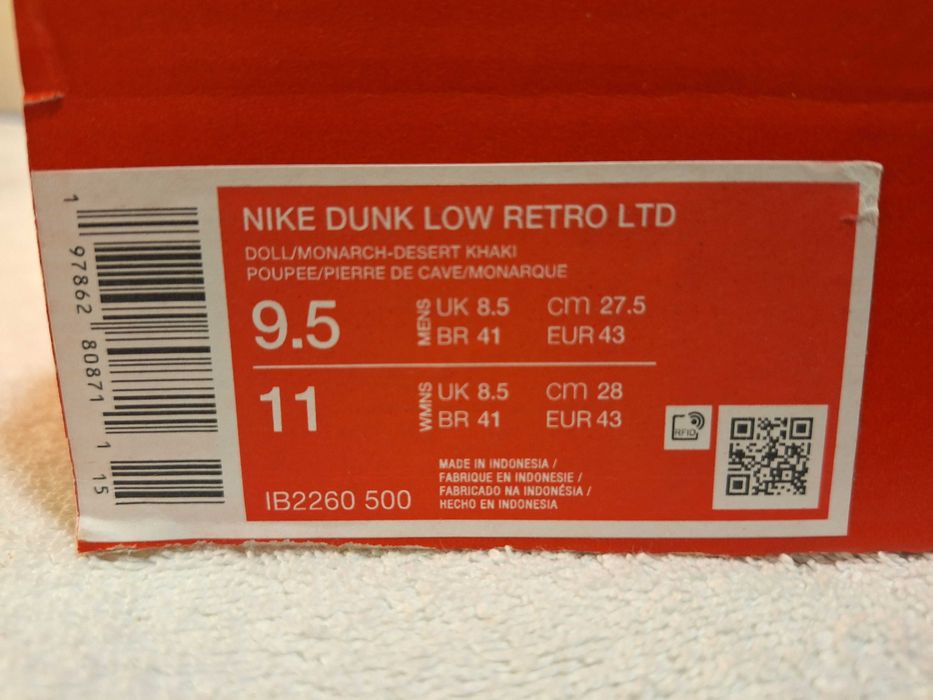 1 97862 80871 1 15
NIKE DUNK LOW RETRO LTD
DOLL/MONARCH-DESERT KHAKI
POUPEE/PIERRE DE CAVE/MONARQUE
9.5 MENS UK 8.5 cm 27.5
BR 41 EUR 43
11 WMNS UK 8.5 cm 28
BR 41 EUR 43
RFID
MADE IN INDONESIA /
FABRIQUE EN INDONESIE /
FABRICADO NA INDONÉSIA /
HECHO EN INDONESIA
IB2260 500